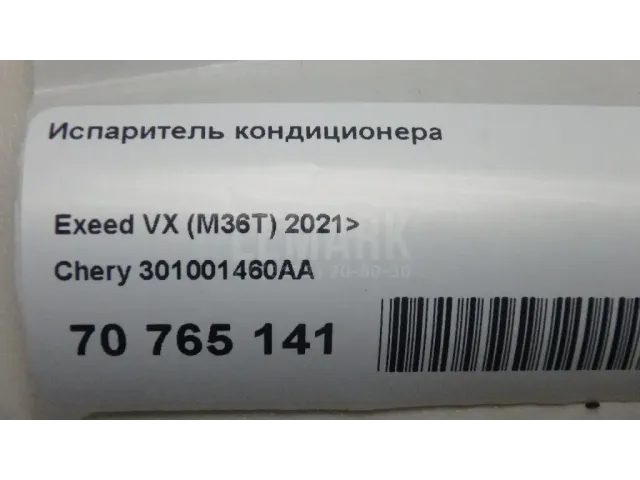 Испаритель кондиционера
Exeed VX (M36T) 2021>
Chery 301001460AA
70 765 141